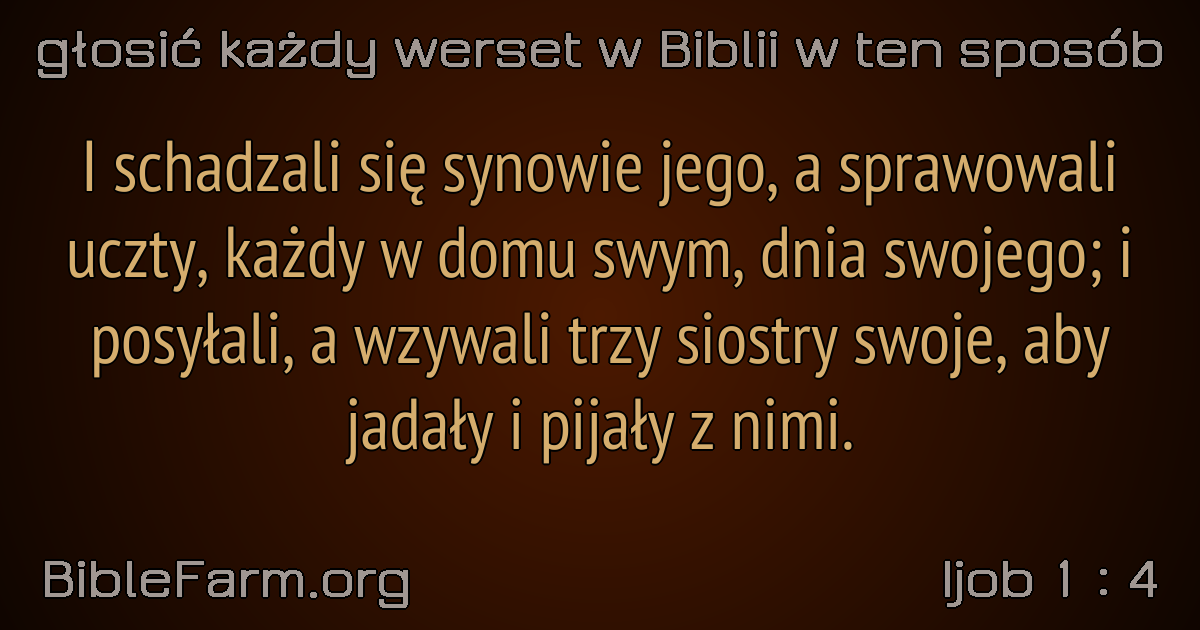 głosić każdy werset w Biblii w ten sposób
I schadzali się synowie jego, a sprawowali
uczty, każdy w domu swym, dnia swojego; i
posyłali, a wzywali trzy siostry swoje, aby
jadały i pijały z nimi.
BibleFarm.org
Ijob 1 : 4